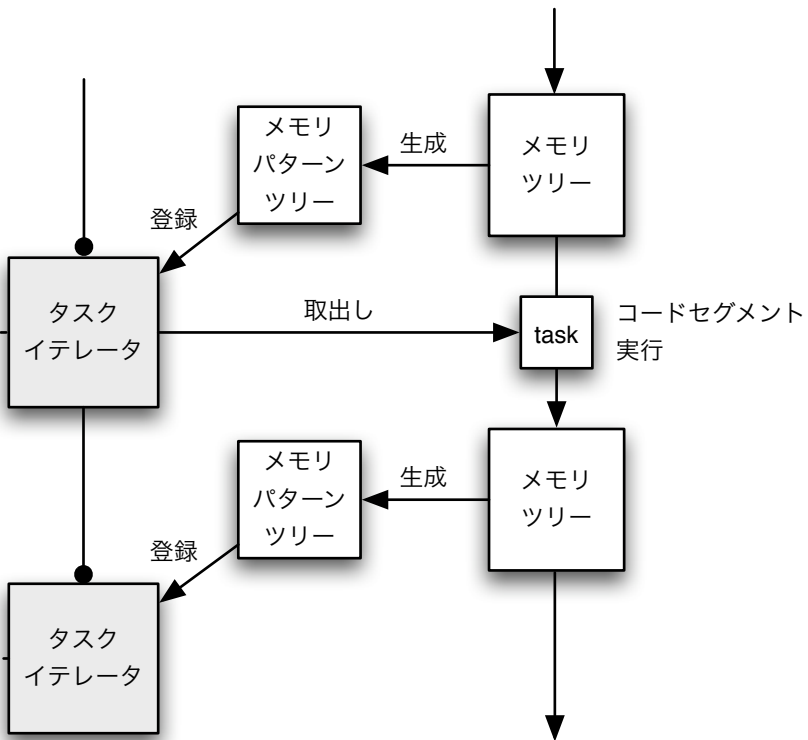 メモリ
パターン
ツリー
生成
メモリ
ツリー
登録
タスク
イテレータ
取出し
task
コードセグメント
実行
メモリ
パターン
ツリー
生成
メモリ
ツリー
登録
タスク
イテレータ